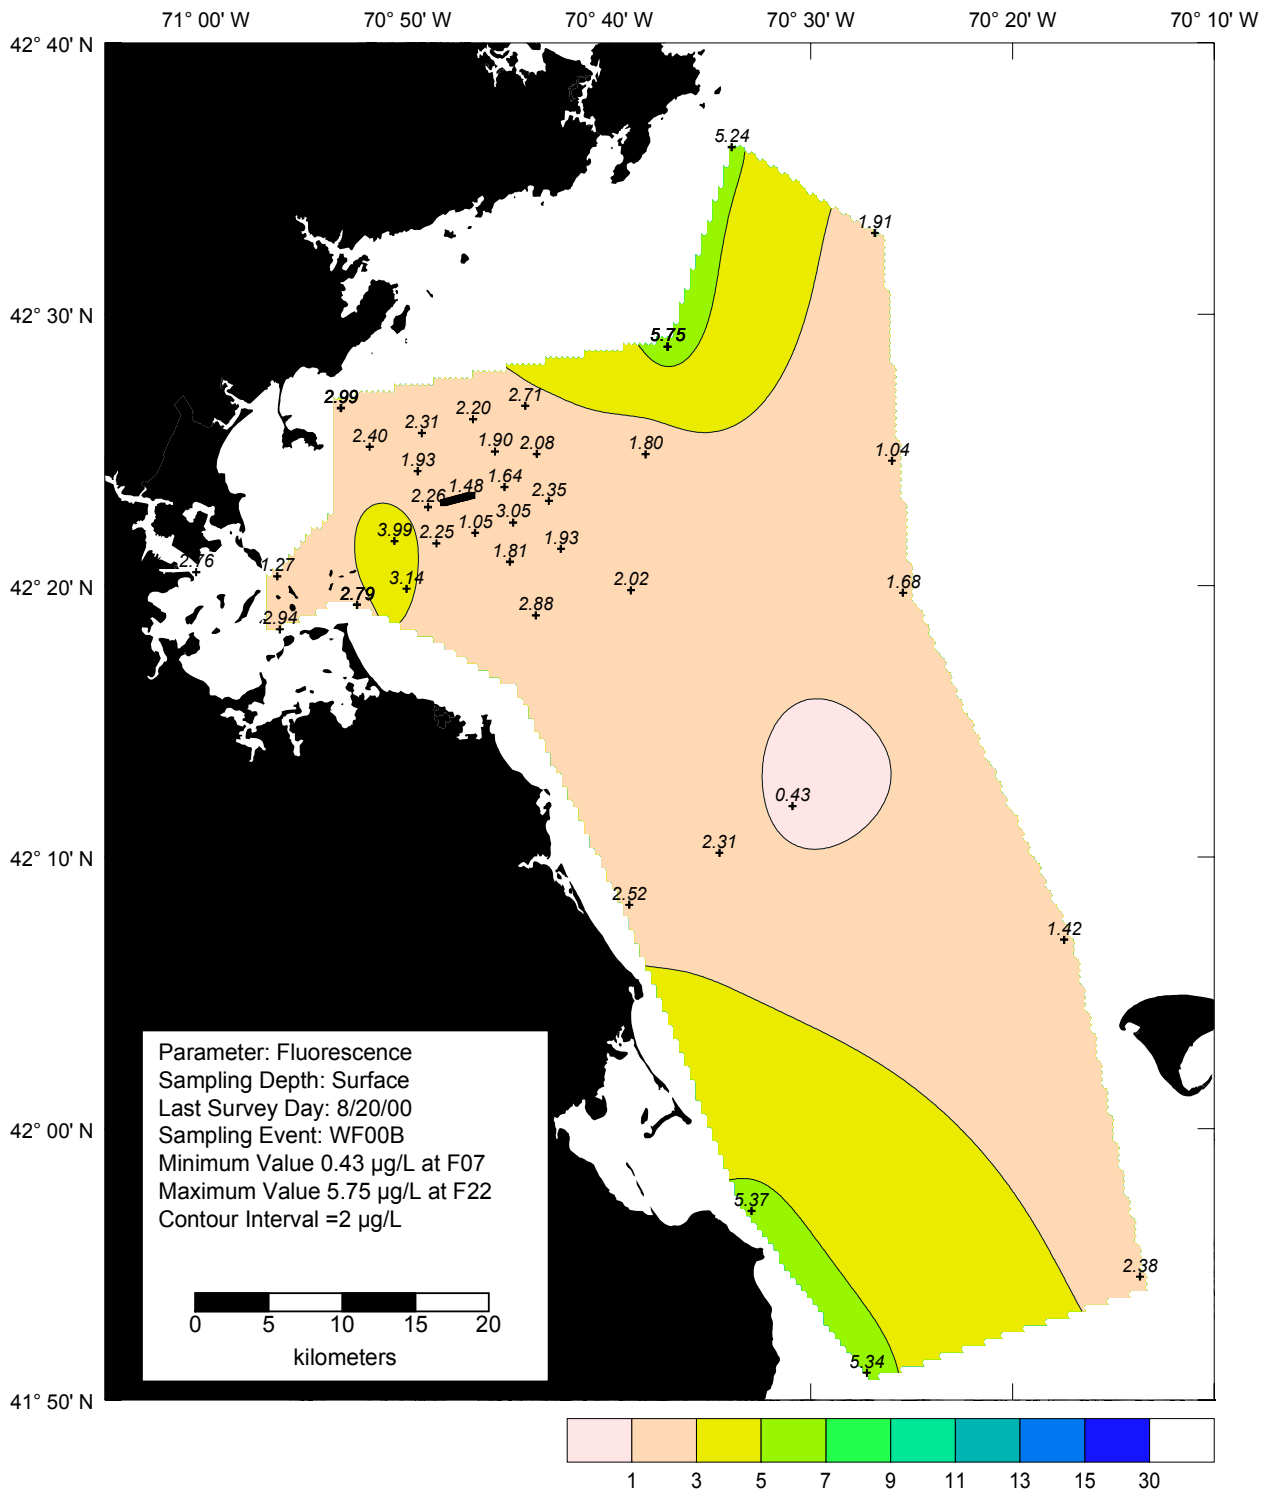 71° 00' W 70° 50' W 70° 40' W 70° 30' W 70° 20' W 70° 10' W
42° 40' N
5.24
1.91
42° 30' N
5.75
2.99
2.71
2.20
2.31
2.40
1.90
2.08
1.80
1.04
1.93
1.64
1.48
2.26
2.35
3.05
3.99
2.25
1.05
1.93
1.81
2.76
1.27
3.14
2.02
1.68
42° 20' N
2.79
2.88
2.94
0.43
2.31
42° 10' N
2.52
1.42
Parameter: Fluorescence
Sampling Depth: Surface
Last Survey Day: 8/20/00
Sampling Event: WF00B
Minimum Value 0.43 µg/L at F07
Maximum Value 5.75 µg/L at F22
Contour Interval =2 µg/L
0 5 10 15 20
kilometers
42° 00' N
5.37
2.38
5.34
41° 50' N
1 3 5 7 9 11 13 15 30